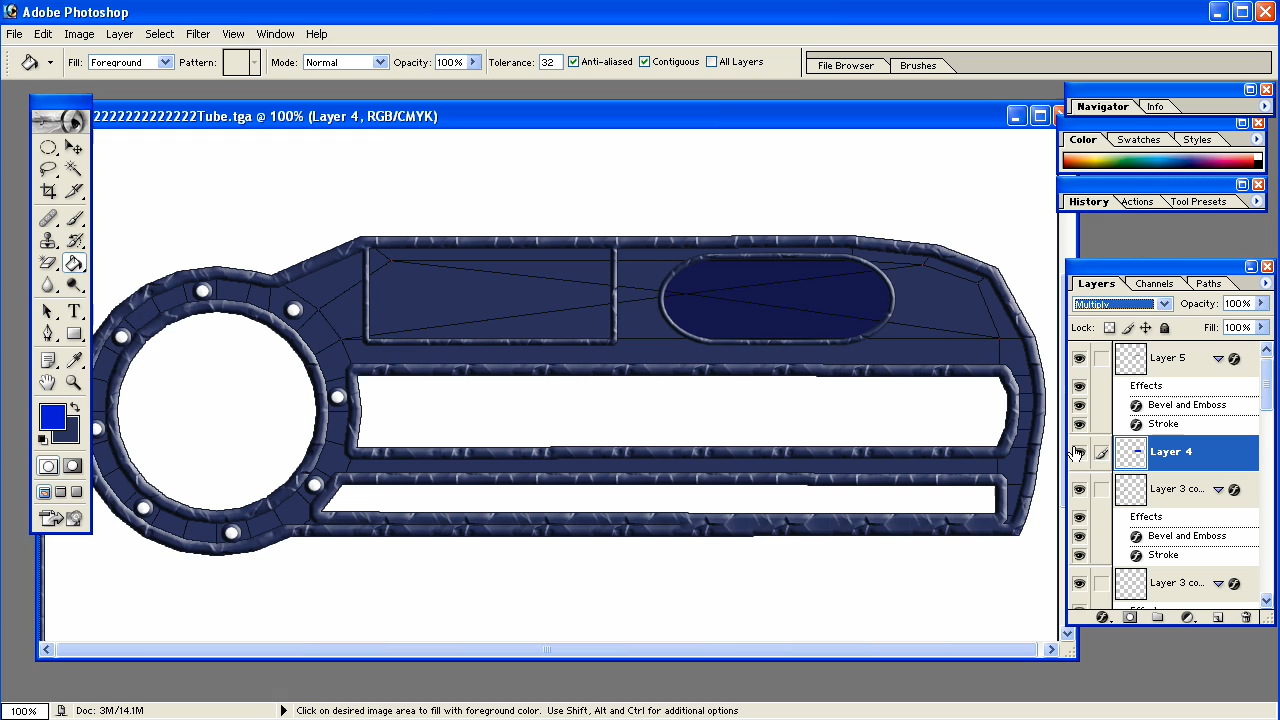 Adobe Photoshop
File Edit Image Layer Select Filter View Window Help
Fill: Foreground Pattern: Mode: Normal Opacity: 100% Tolerance: 32 Anti-aliased Contiguous All Layers File Browser Brushes
22222222222222Tube.tga @ 100% (Layer 4, RGB/CMYK)
Navigator Info
Color Swatches Styles
History Actions Tool Presets
Layers Channels Paths
Multiply Opacity: 100%
Lock: Fill: 100%
Layer 5
Effects
Bevel and Emboss
Stroke
Layer 4
Layer 3 co...
Effects
Bevel and Emboss
Stroke
Layer 3 co...
100% Doc: 3M/14.1M Click on desired image area to fill with foreground color. Use Shift, Alt and Ctrl for additional options